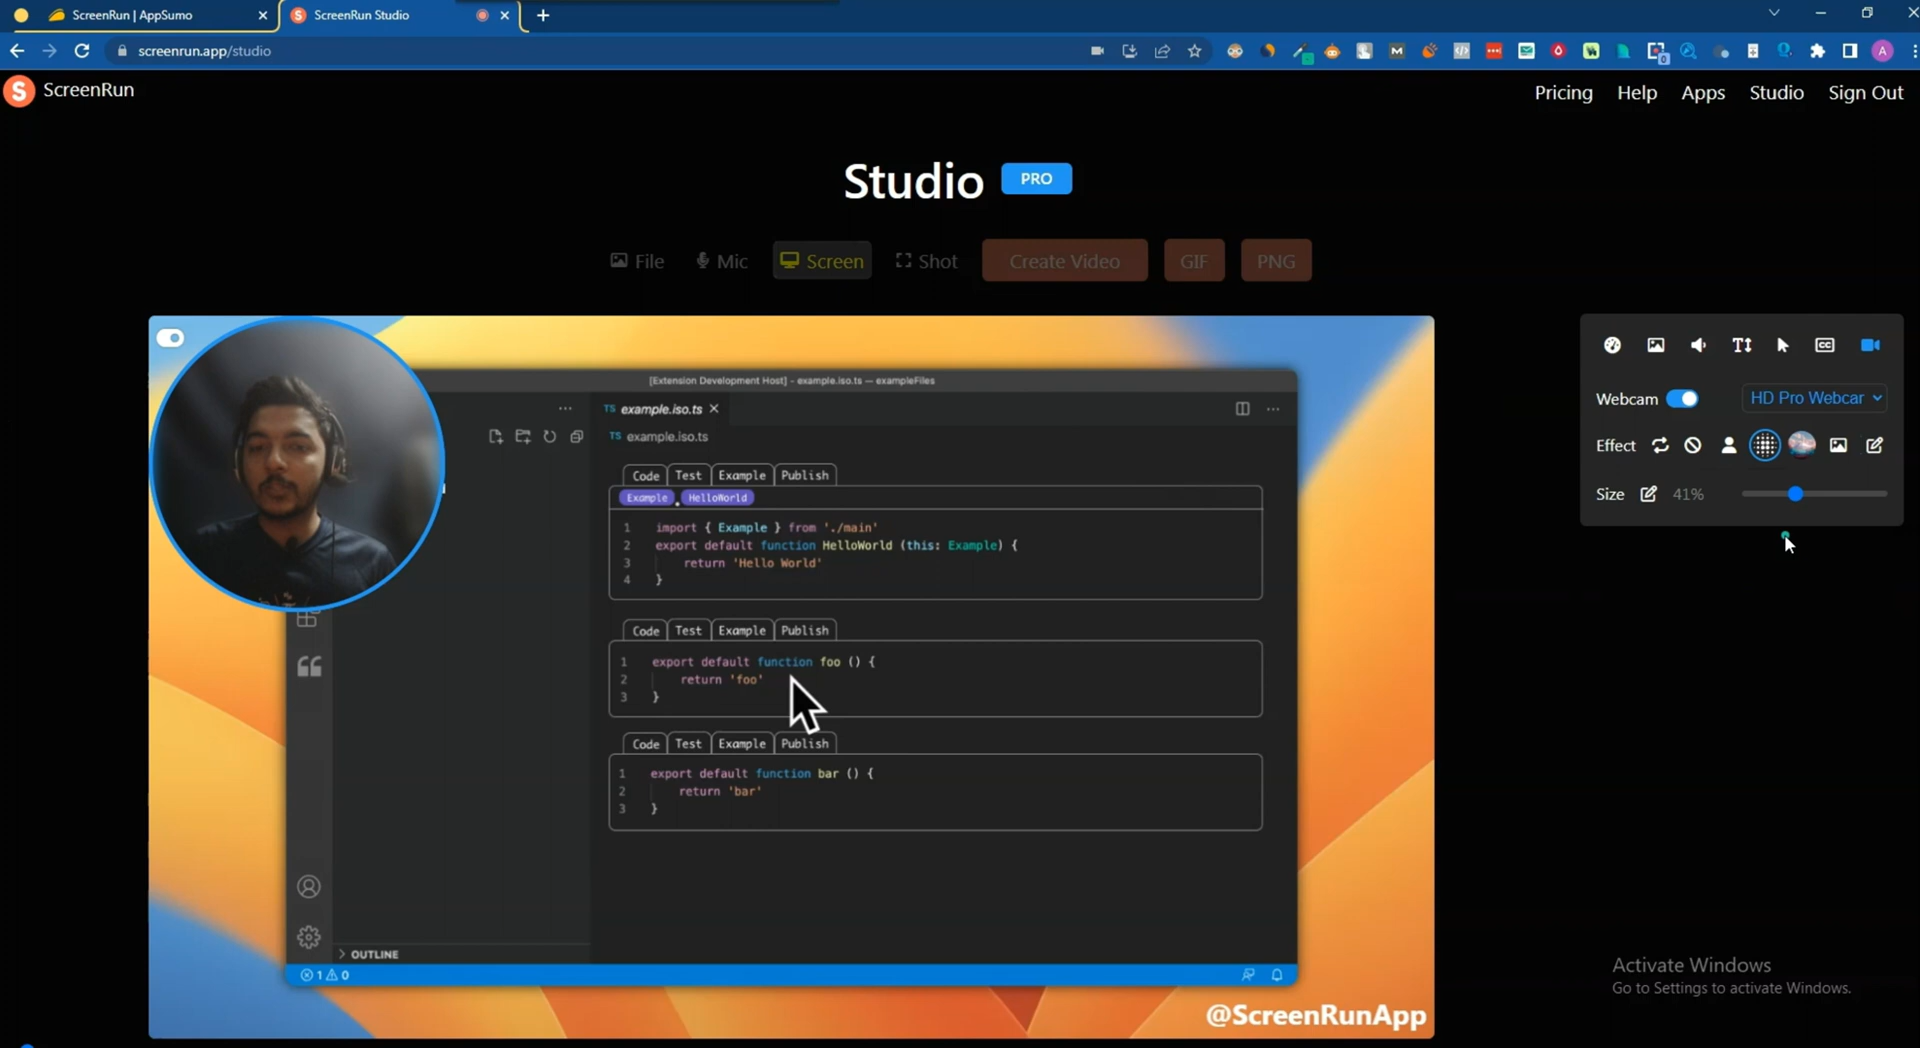 ScreenRun | AppSumo
ScreenRun Studio
screenrun.app/studio
ScreenRun
Pricing
Help
Apps
Studio
Sign Out
Studio PRO
File
Mic
Screen
Shot
Create Video
GIF
PNG
[Extension Development Host] - example.iso.ts — exampleFiles
TS example.iso.ts
TS example.iso.ts
Code Test Example Publish
Example . HelloWorld
1 import { Example } from './main'
2 export default function HelloWorld (this: Example) {
3 return 'Hello World'
4 }
Code Test Example Publish
1 export default function foo () {
2 return 'foo'
3 }
Code Test Example Publish
1 export default function bar () {
2 return 'bar'
3 }
> OUTLINE
1 0
@ScreenRunApp
Webcam
HD Pro Webcar
Effect
Size 41%
Activate Windows
Go to Settings to activate Windows.